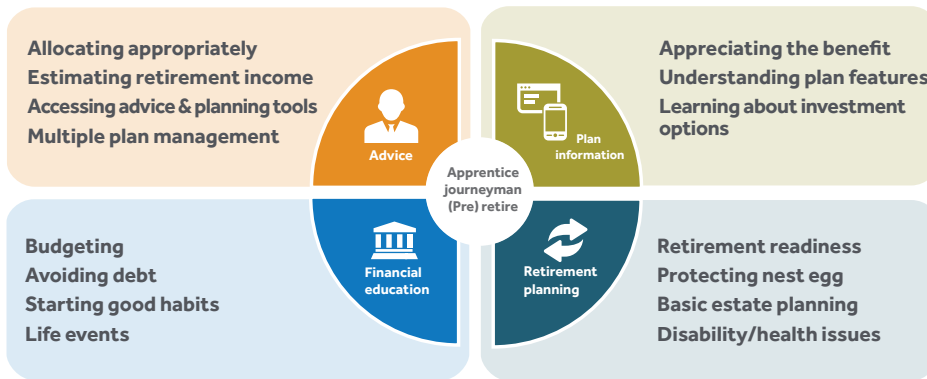 Allocating appropriately
Estimating retirement income
Accessing advice & planning tools
Multiple plan management
Advice
Appreciating the benefit
Understanding plan features
Learning about investment
options
Plan
information
Apprentice
journeyman
(Pre) retire
Budgeting
Avoiding debt
Starting good habits
Life events
Financial
education
Retirement
planning
Retirement readiness
Protecting nest egg
Basic estate planning
Disability/health issues